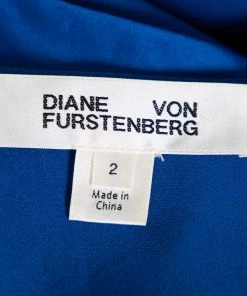 DIANE VON
FURSTENBERG
2
Made in
China